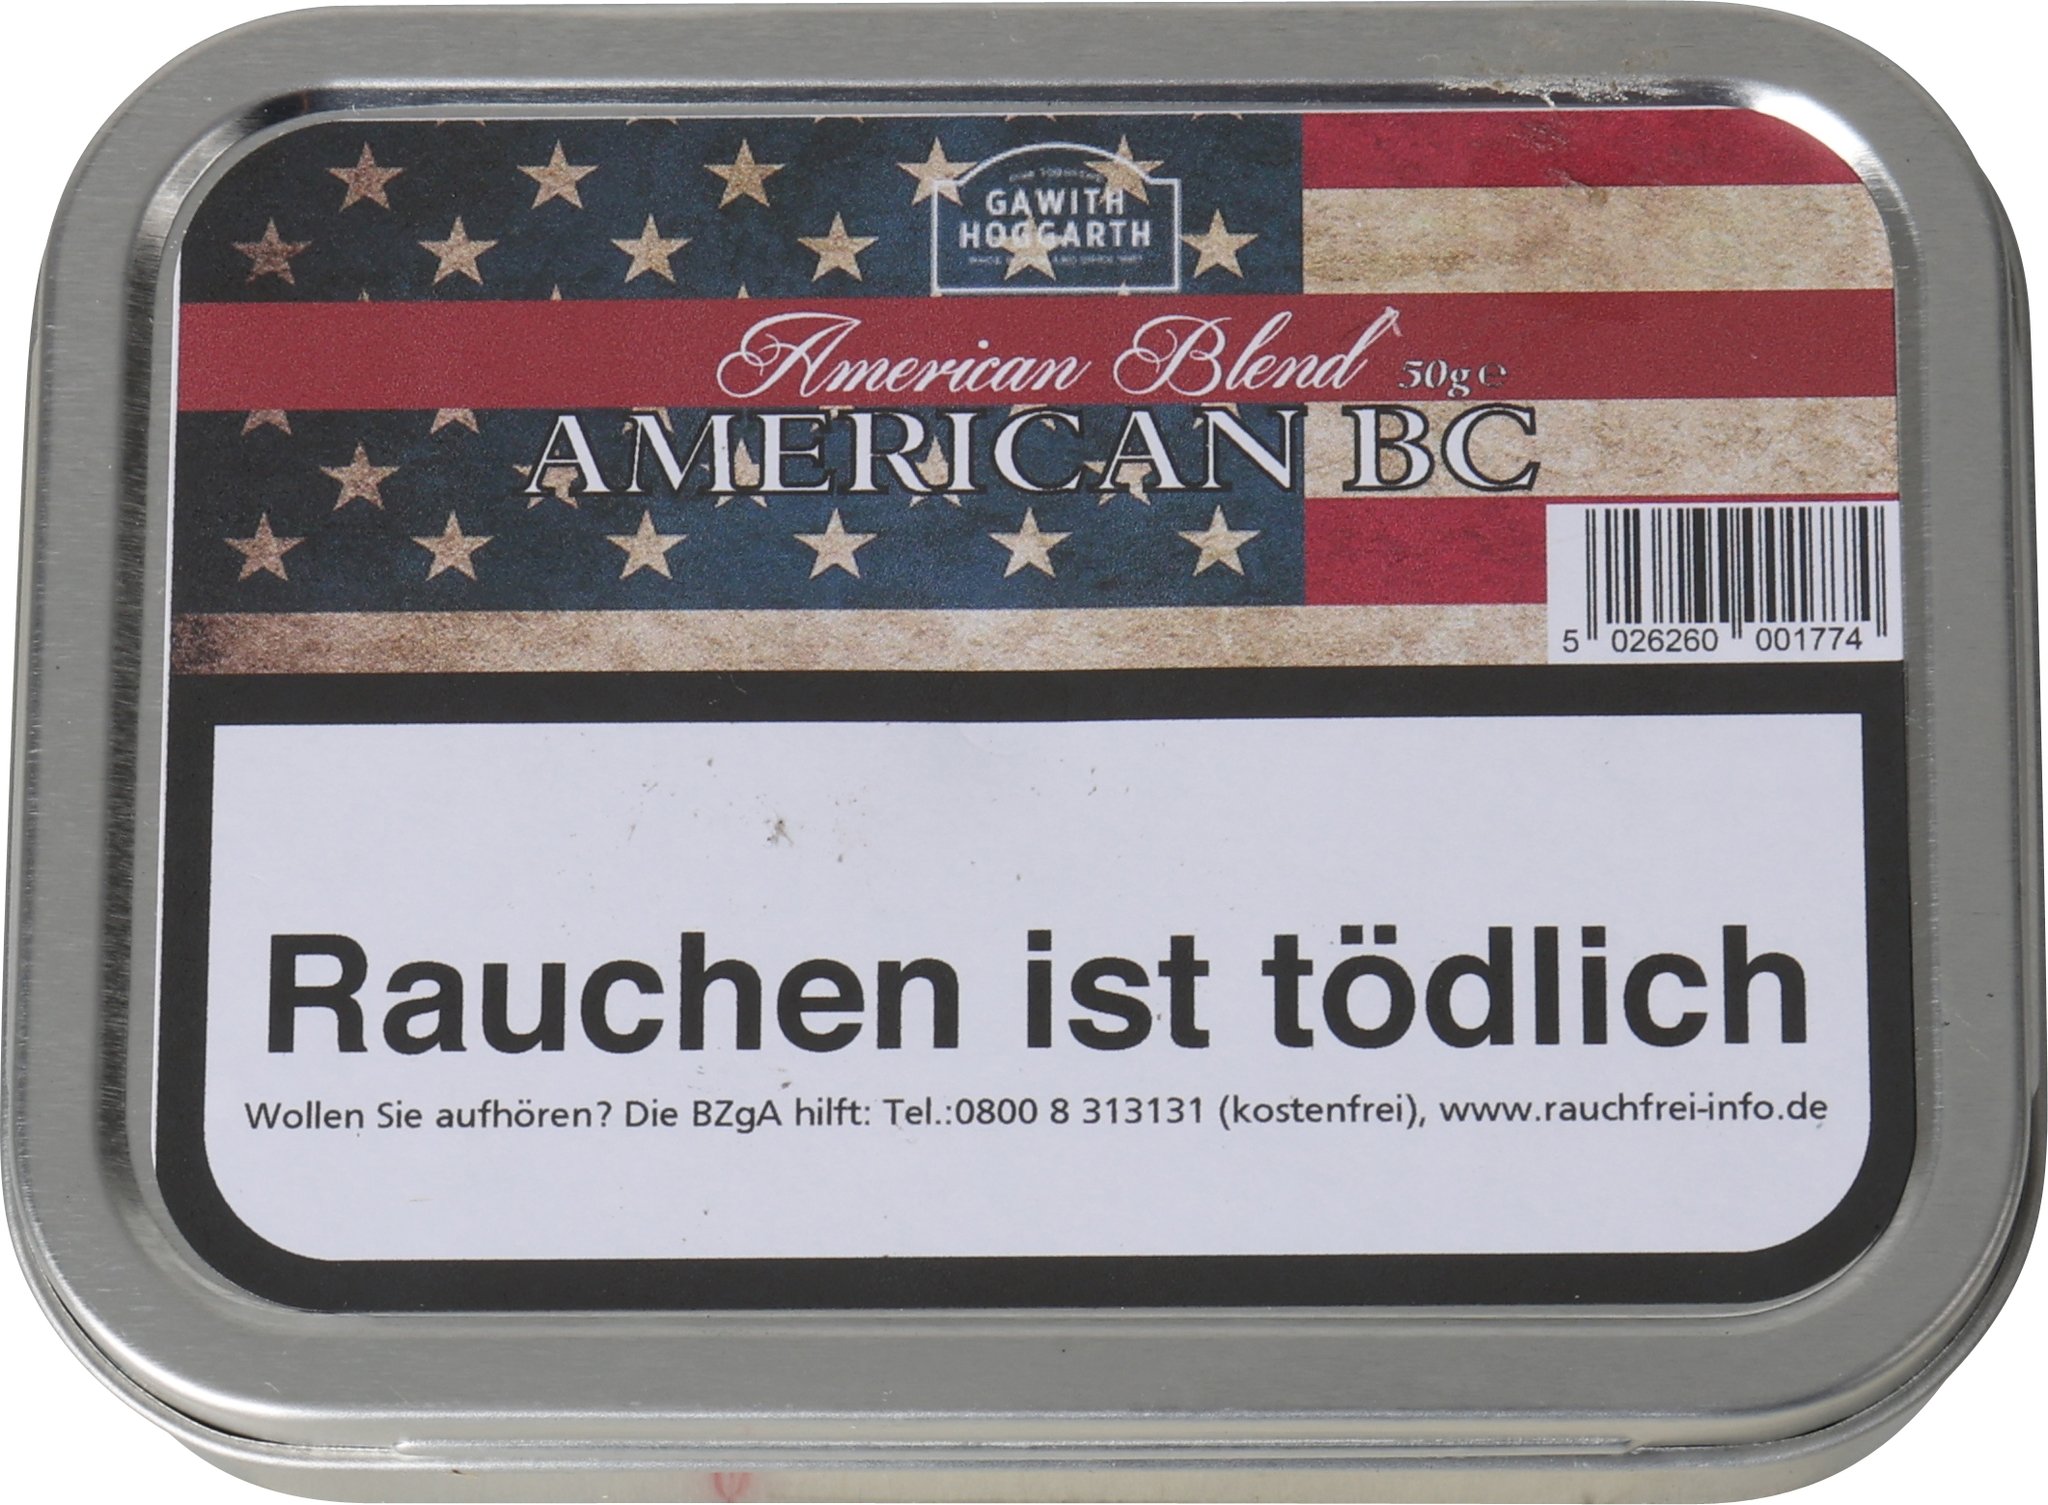 GAWITH
HOGGARTH
American Blend 50g e
AMERICAN BC
5 026260 001774
Rauchen ist tödlich
Wollen Sie aufhören? Die BZgA hilft: Tel.:0800 8 313131 (kostenfrei), www.rauchfrei-info.de